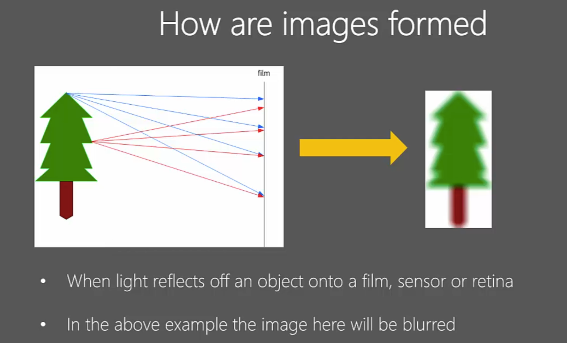 How are images formed
film
• When light reflects off an object onto a film, sensor or retina
• In the above example the image here will be blurred